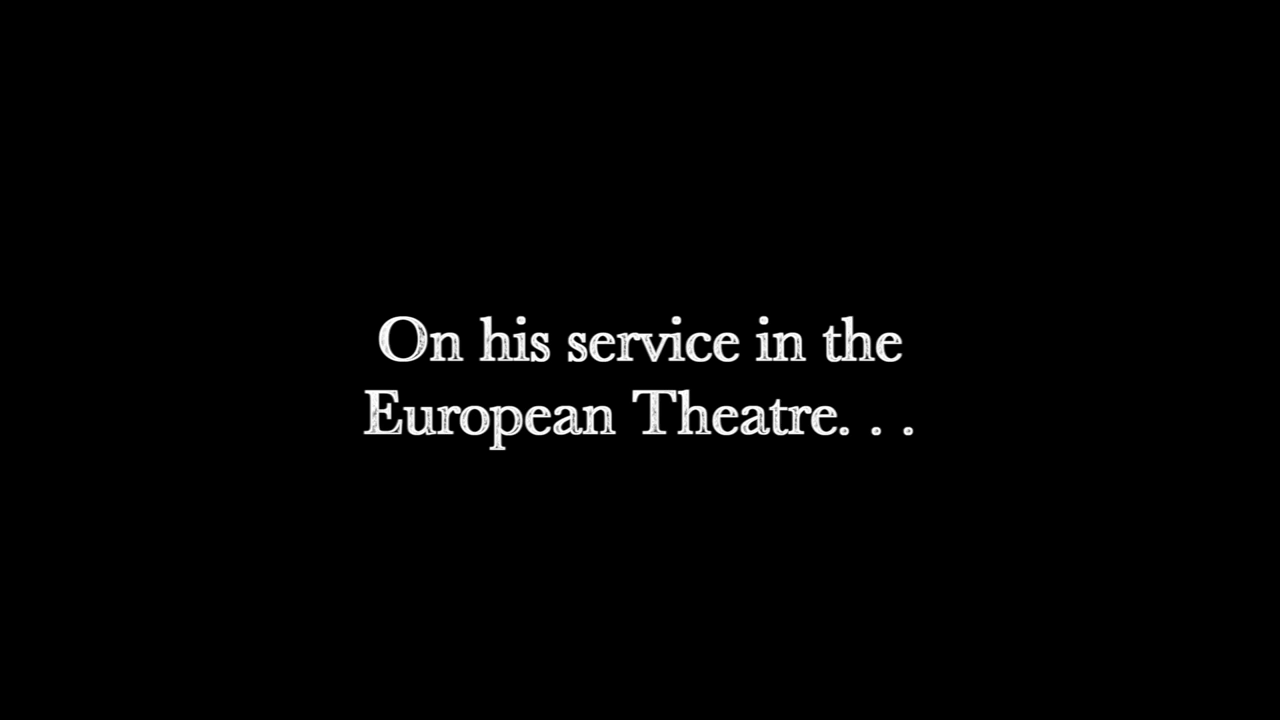 On his service in the
European Theatre. . .